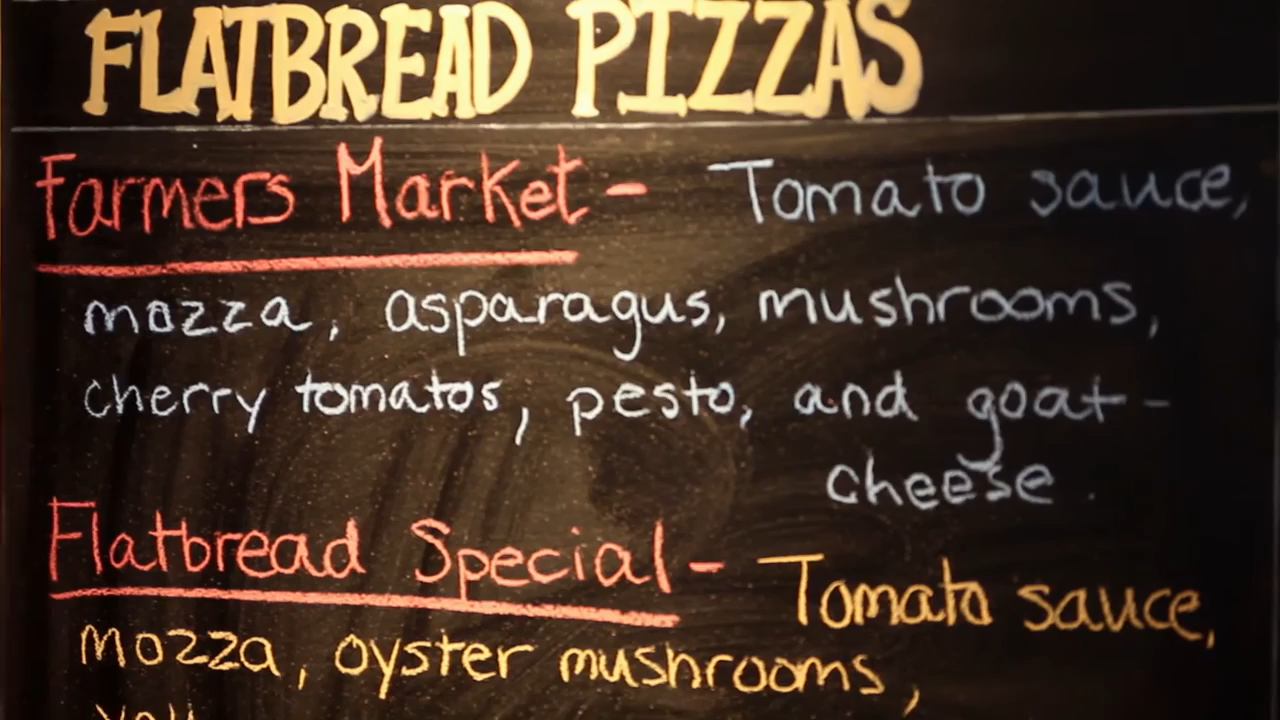 FLATBREAD PIZZAS
Farmers Market - Tomato sauce,
mozza, asparagus, mushrooms,
cherry tomatos, pesto, and goat-
cheese
Flatbread Special - Tomato sauce,
mozza, oyster mushrooms,